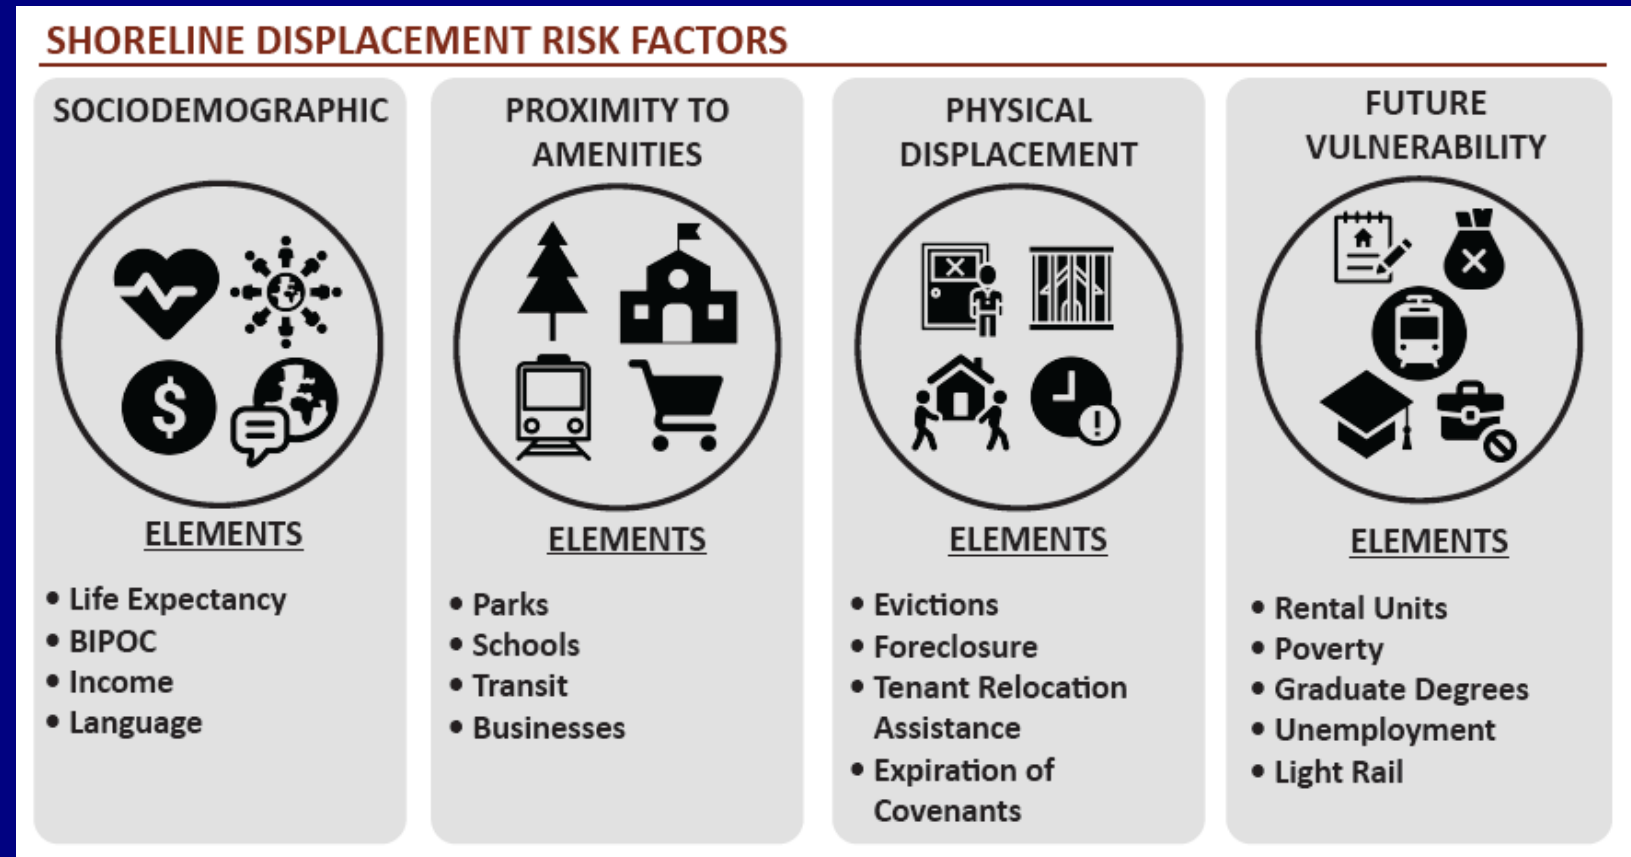 SHORELINE DISPLACEMENT RISK FACTORS
SOCIODEMOGRAPHIC
ELEMENTS
• Life Expectancy
• BIPOC
• Income
• Language
PROXIMITY TO
AMENITIES
ELEMENTS
• Parks
• Schools
• Transit
• Businesses
PHYSICAL
DISPLACEMENT
ELEMENTS
• Evictions
• Foreclosure
• Tenant Relocation
Assistance
• Expiration of
Covenants
FUTURE
VULNERABILITY
ELEMENTS
• Rental Units
• Poverty
• Graduate Degrees
• Unemployment
• Light Rail